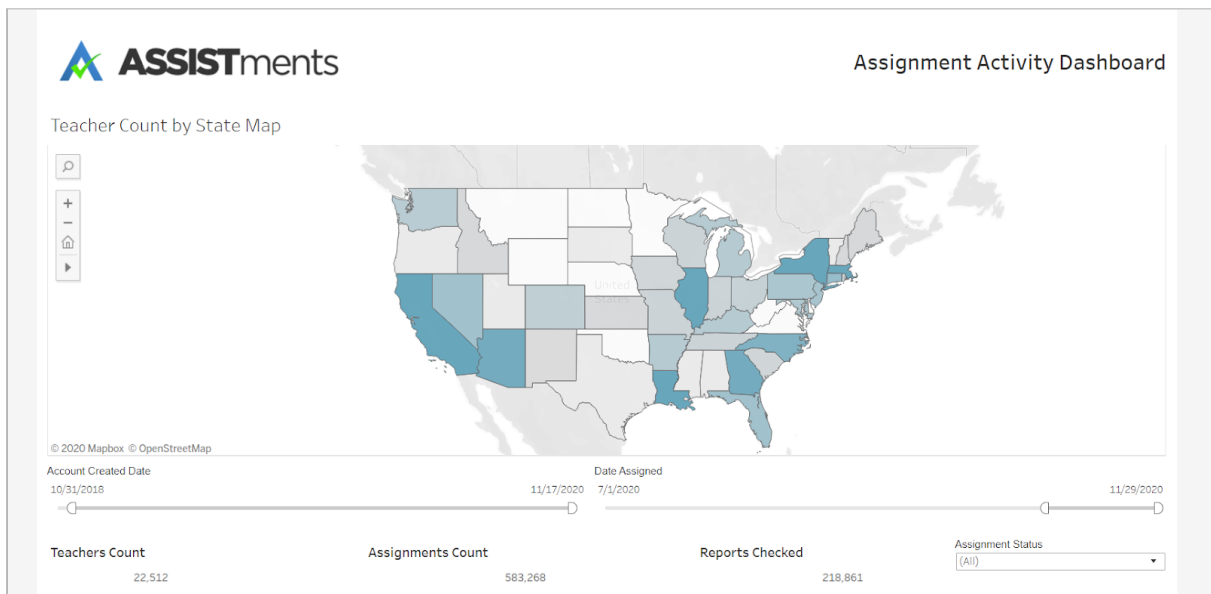 ASSISTments
Assignment Activity Dashboard
Teacher Count by State Map
United
States
© 2020 Mapbox © OpenStreetMap
Account Created Date
Date Assigned
10/31/2018
11/17/2020
7/1/2020
11/29/2020
Teachers Count
Assignments Count
Reports Checked
Assignment Status
(All)
22,512
583,268
218,861